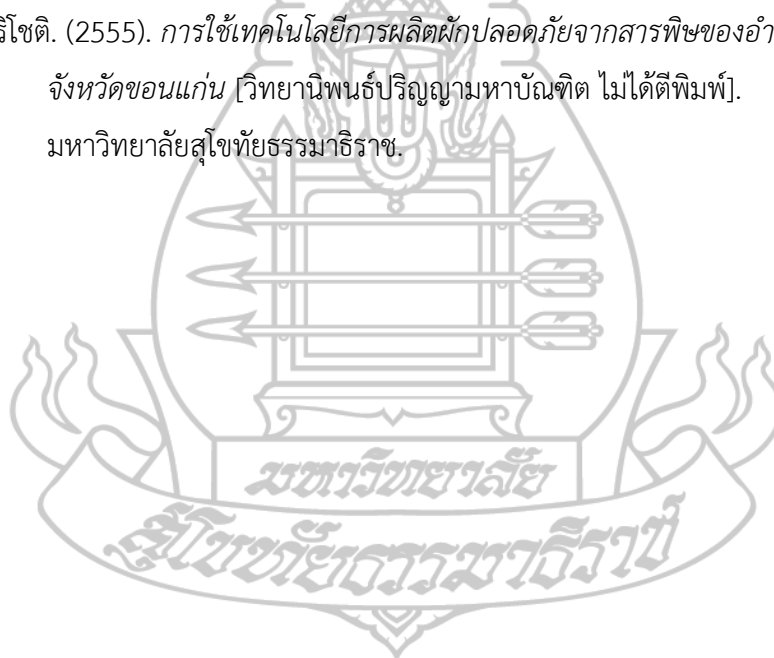 ริโชติ. (2555). การใช้เทคโนโลยีการผลิตผักปลอดภัยจากสารพิษของอำ
จังหวัดขอนแก่น [วิทยานิพนธ์ปริญญามหาบัณฑิต ไม่ได้ตีพิมพ์].
มหาวิทยาลัยสุโขทัยธรรมาธิราช.
มหาวิทยาลัย
สุโขทัยธรรมาธิราช